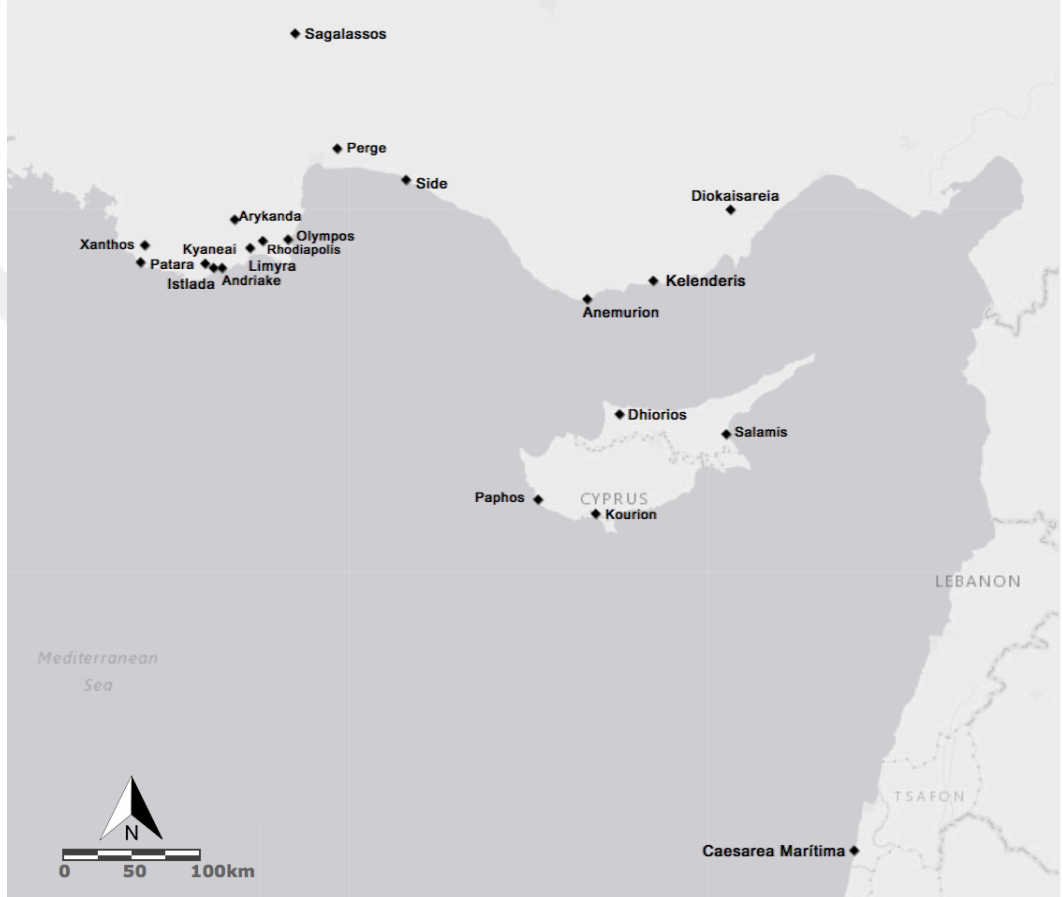 Sagalassos
Perge
Side
Diokaisareia
Arykanda
Xanthos
Kyaneai
Olympos
Rhodiapolis
Patara
Limyra
Istlada
Andriake
Kelenderis
Anemurion
Dhiorios
Salamis
Paphos
CYPRUS
Kourion
LEBANON
Mediterranean
Sea
TSAFON
N
Caesarea Marítima
0 50 100km